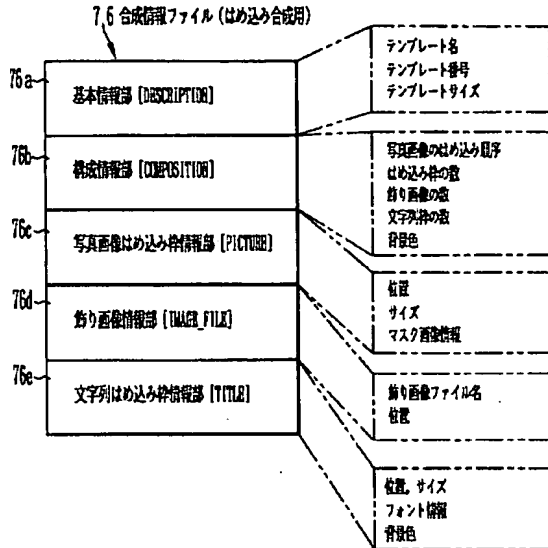 76 合成情報ファイル(はめ込み合成用)
76a
基本情報部 [DESCRIPTION]
テンプレート名
テンプレート番号
テンプレートサイズ
76b
構成情報部 [COMPOSITION]
写真画像のはめ込み順序
はめ込み枠の数
飾り画像の数
文字列枠の数
背景色
76c
写真画像はめ込み枠情報部 [PICTURE]
位置
サイズ
マスク画像情報
76d
飾り画像情報部 [IMAGE_FILE]
飾り画像ファイル名
位置
76e
文字列はめ込み枠情報部 [TITLE]
位置, サイズ
フォント情報
背景色